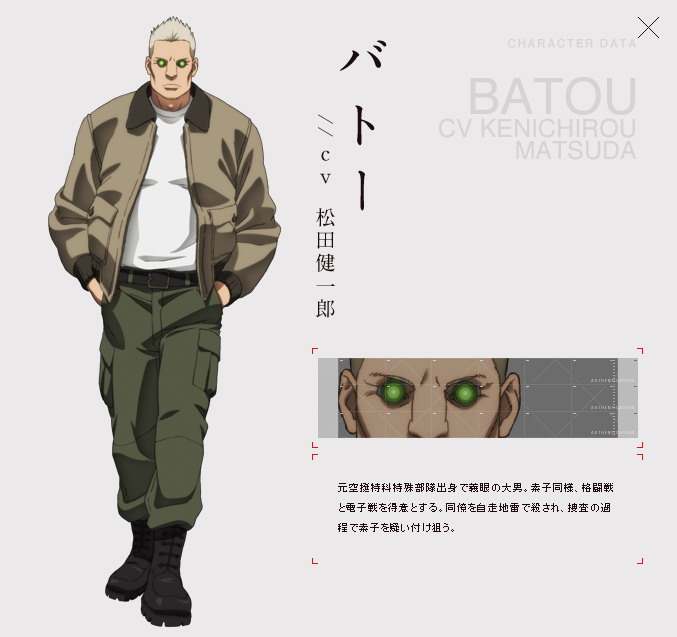 CHARACTER DATA
BATOU
CV KENICHIROU
MATSUDA
バトー
// cv 松田健一郎
元空挺特科特殊部隊出身で義眼の大男。素子同様、格闘戦
と電子戦を得意とする。同僚を自走地雷で殺され、捜査の過
程で素子を疑い付け狙う。